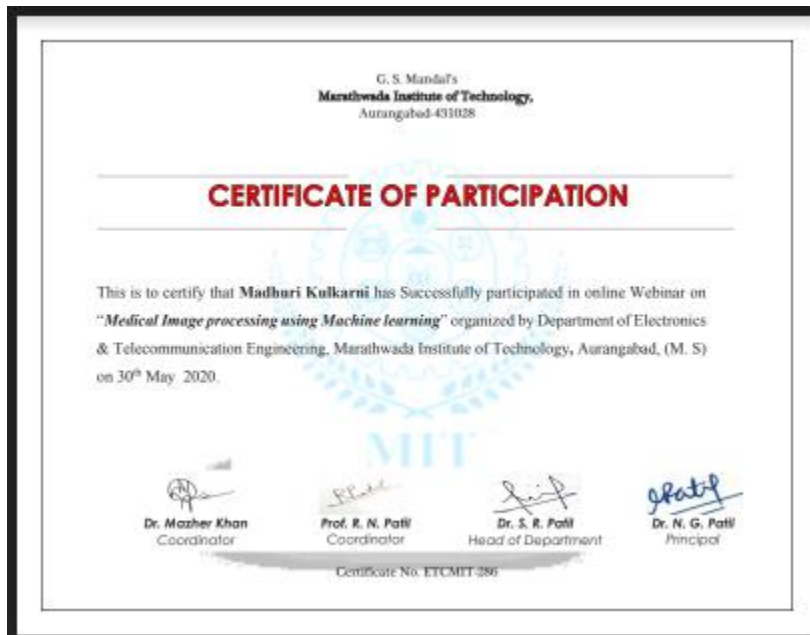 G. S. Mandal's
Marathwada Institute of Technology,
Aurangabad-431028
CERTIFICATE OF PARTICIPATION
This is to certify that Madhuri Kulkarni has Successfully participated in online Webinar on
“Medical Image processing using Machine learning” organized by Department of Electronics
& Telecommunication Engineering, Marathwada Institute of Technology, Aurangabad, (M. S)
on 30th May 2020.
MIT
Dr. Mazher Khan Prof. R. N. Patil Dr. S. R. Patil Dr. N. G. Patil
Coordinator Coordinator Head of Department Principal
Certificate No. ETCMIT-286